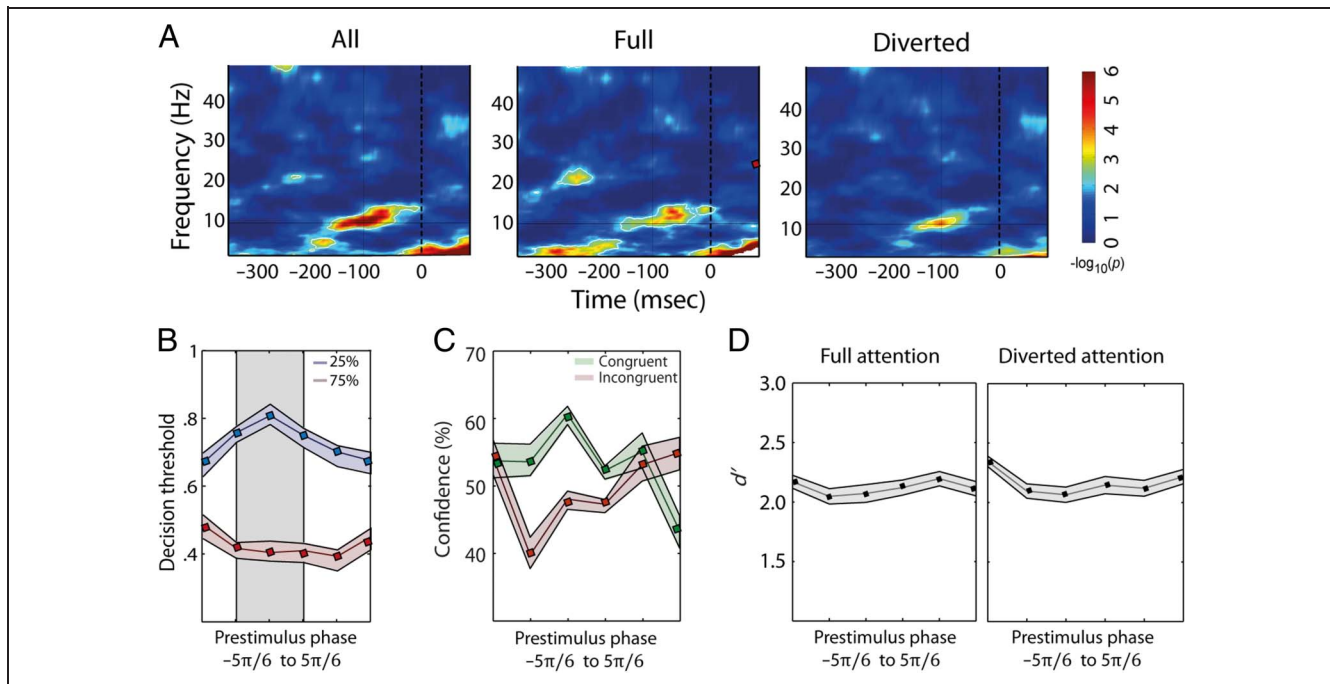 A
All
Full
Diverted
Frequency (Hz)
40
30
20
10
-300 -200 -100 0
40
30
20
10
-300 -200 -100 0
40
30
20
10
-300 -200 -100 0
6
5
4
3
2
1
0
-log10(p)
Time (msec)
B
Decision threshold
1
.8
.6
.4
25%
75%
Prestimulus phase
−5π/6 to 5π/6
C
Confidence (%)
70
60
50
40
Congruent
Incongruent
Prestimulus phase
−5π/6 to 5π/6
D
Full attention
Diverted attention
d′
3.0
2.5
2.0
1.5
Prestimulus phase
−5π/6 to 5π/6
Prestimulus phase
−5π/6 to 5π/6